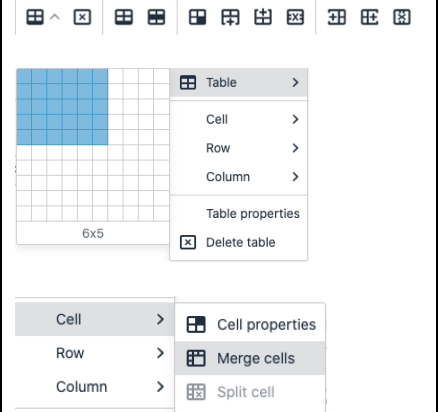 Table
Cell
Row
Column
6x5
Table properties
Delete table
Cell
Row
Column
Cell properties
Merge cells
Split cell